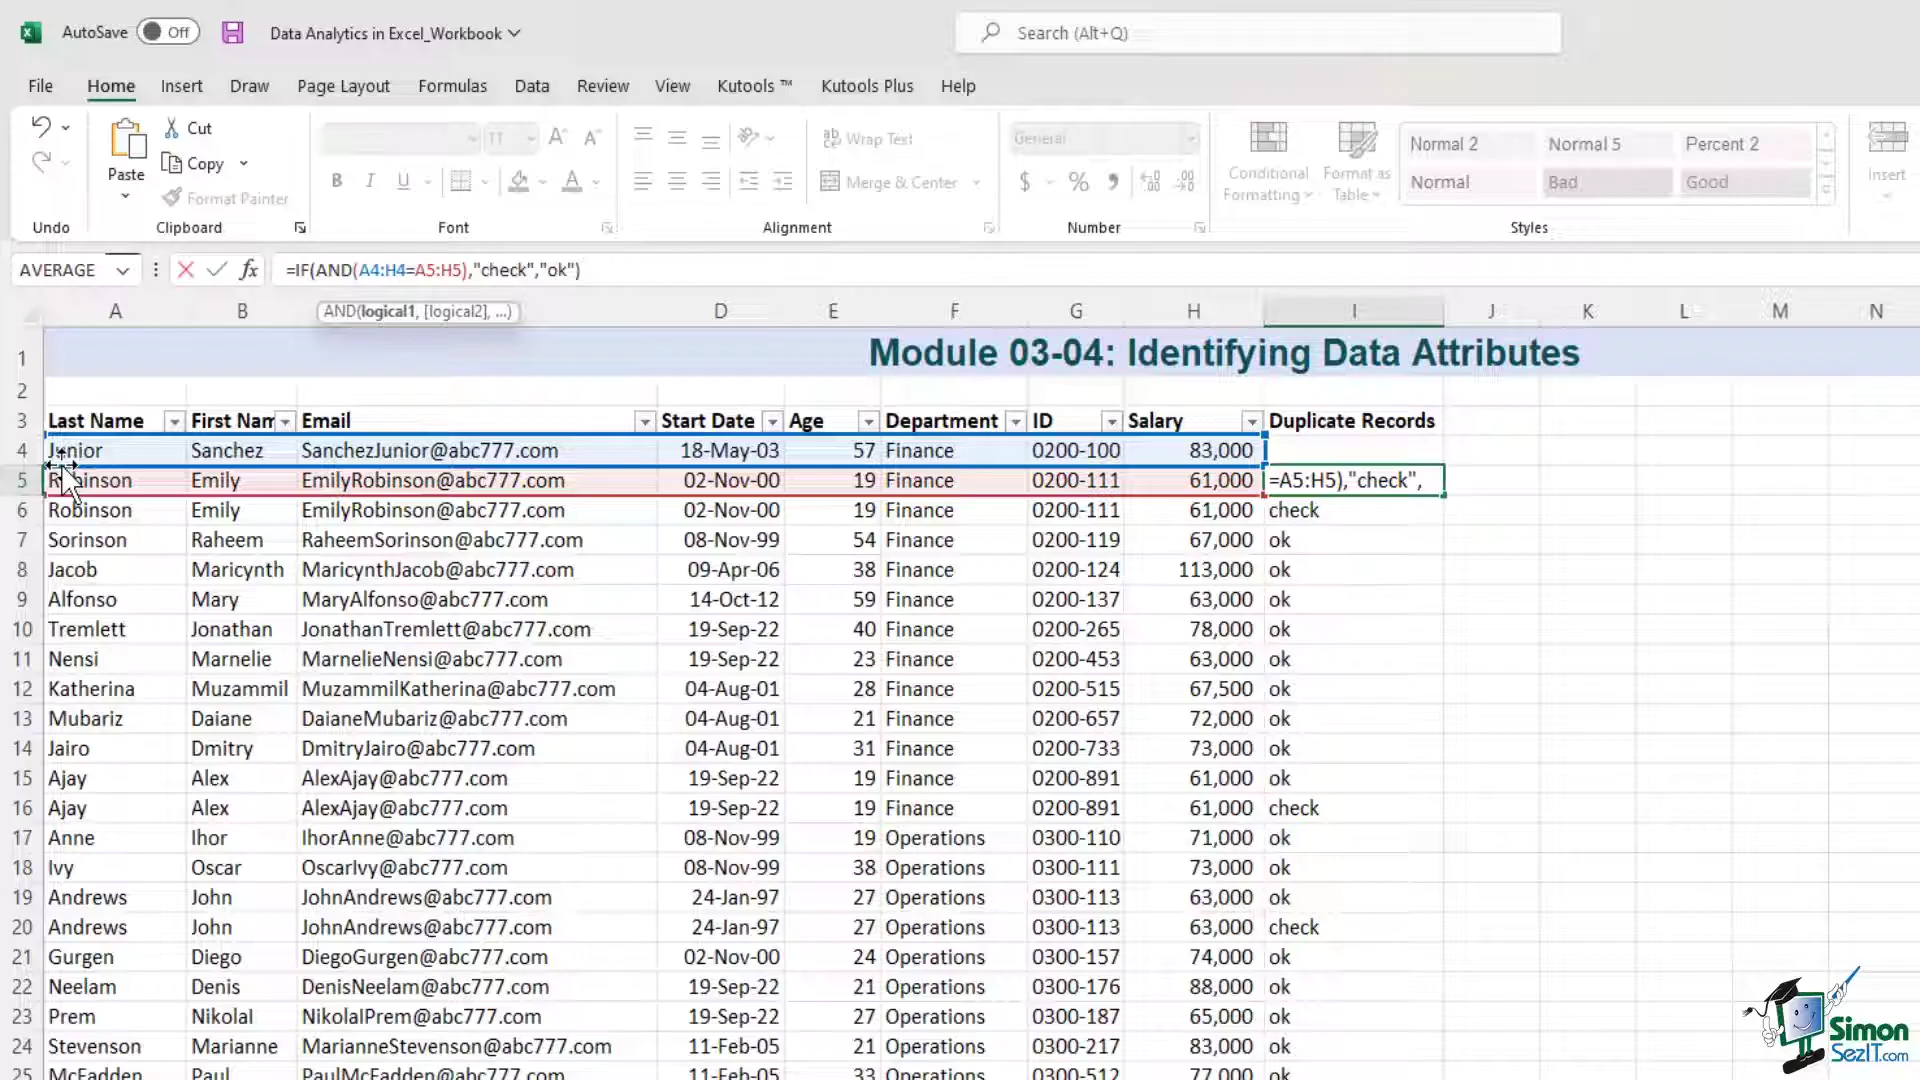 AutoSave Off Data Analytics in Excel_Workbook Search (Alt+Q)
File Home Insert Draw Page Layout Formulas Data Review View Kutools ™ Kutools Plus Help
Paste Cut Copy Format Painter
B I U
Wrap Text Merge & Center
General $ %
Conditional Formatting Format as Table
Normal 2 Normal 5 Percent 2
Normal Bad Good
Insert
Undo Clipboard Font Alignment Number Styles
AVERAGE fx =IF(AND(A4:H4=A5:H5),"check","ok")
AND(logical1, [logical2], ...)
A B D E F G H I J K L M N
1 Module 03-04: Identifying Data Attributes
2
3 Last Name First Nam Email Start Date Age Department ID Salary Duplicate Records
4 Junior Sanchez SanchezJunior@abc777.com 18-May-03 57 Finance 0200-100 83,000
5 Robinson Emily EmilyRobinson@abc777.com 02-Nov-00 19 Finance 0200-111 61,000 =A5:H5),"check",
6 Robinson Emily EmilyRobinson@abc777.com 02-Nov-00 19 Finance 0200-111 61,000 check
7 Sorinson Raheem RaheemSorinson@abc777.com 08-Nov-99 54 Finance 0200-119 67,000 ok
8 Jacob Maricynth MaricynthJacob@abc777.com 09-Apr-06 38 Finance 0200-124 113,000 ok
9 Alfonso Mary MaryAlfonso@abc777.com 14-Oct-12 59 Finance 0200-137 63,000 ok
10 Tremlett Jonathan JonathanTremlett@abc777.com 19-Sep-22 40 Finance 0200-265 78,000 ok
11 Nensi Marnelie MarnelieNensi@abc777.com 19-Sep-22 23 Finance 0200-453 63,000 ok
12 Katherina Muzammil MuzammilKatherina@abc777.com 04-Aug-01 28 Finance 0200-515 67,500 ok
13 Mubariz Daiane DaianeMubariz@abc777.com 04-Aug-01 21 Finance 0200-657 72,000 ok
14 Jairo Dmitry DmitryJairo@abc777.com 04-Aug-01 31 Finance 0200-733 73,000 ok
15 Ajay Alex AlexAjay@abc777.com 19-Sep-22 19 Finance 0200-891 61,000 ok
16 Ajay Alex AlexAjay@abc777.com 19-Sep-22 19 Finance 0200-891 61,000 check
17 Anne Ihor IhorAnne@abc777.com 08-Nov-99 19 Operations 0300-110 71,000 ok
18 Ivy Oscar OscarIvy@abc777.com 08-Nov-99 38 Operations 0300-111 73,000 ok
19 Andrews John JohnAndrews@abc777.com 24-Jan-97 27 Operations 0300-113 63,000 ok
20 Andrews John JohnAndrews@abc777.com 24-Jan-97 27 Operations 0300-113 63,000 check
21 Gurgen Diego DiegoGurgen@abc777.com 02-Nov-00 24 Operations 0300-157 74,000 ok
22 Neelam Denis DenisNeelam@abc777.com 19-Sep-22 21 Operations 0300-176 88,000 ok
23 Prem Nikolal NikolalPrem@abc777.com 19-Sep-22 27 Operations 0300-187 65,000 ok
24 Stevenson Marianne MarianneStevenson@abc777.com 11-Feb-05 21 Operations 0300-217 83,000 ok
25 McFadden Paul PaulMcFadden@abc777.com 11-Feb-05 33 Operations 0300-512 77,000 ok
Simon
SezIT.com